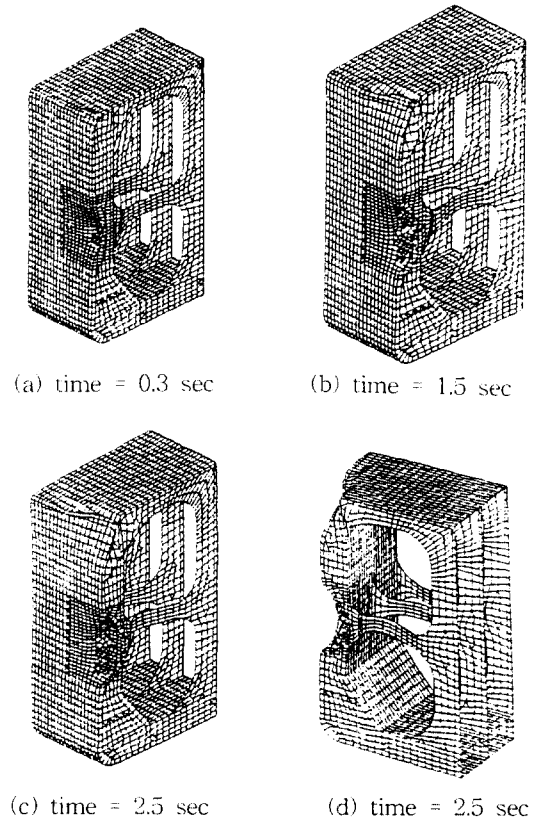 (a) time = 0.3 sec
(b) time = 1.5 sec
(c) time = 2.5 sec
(d) time = 2.5 sec